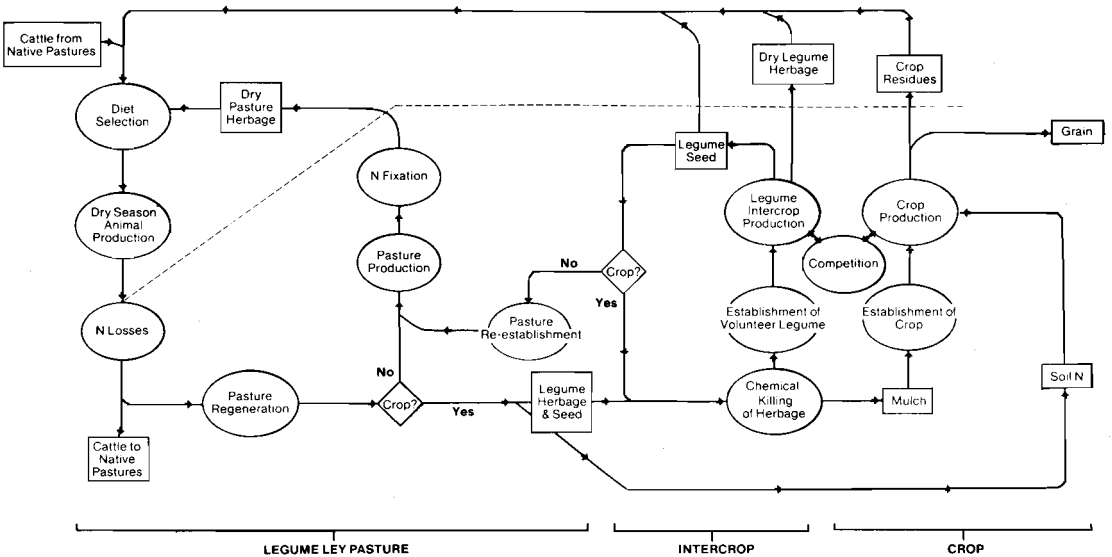 Cattle from
Native Pastures
Diet
Selection
Dry
Pasture
Herbage
Dry Legume
Herbage
Crop
Residues
Grain
Legume
Seed
N Fixation
Legume
Intercrop
Production
Crop
Production
Dry Season
Animal
Production
Pasture
Production
Competition
No
Crop?
Yes
N Losses
Pasture
Re-establishment
Establishment of
Volunteer Legume
Establishment of
Crop
No
Pasture
Regeneration
Crop?
Yes
Legume
Herbage
& Seed
Chemical
Killing
of Herbage
Mulch
Soil N
Cattle to
Native
Pastures
LEGUME LEY PASTURE
INTERCROP
CROP